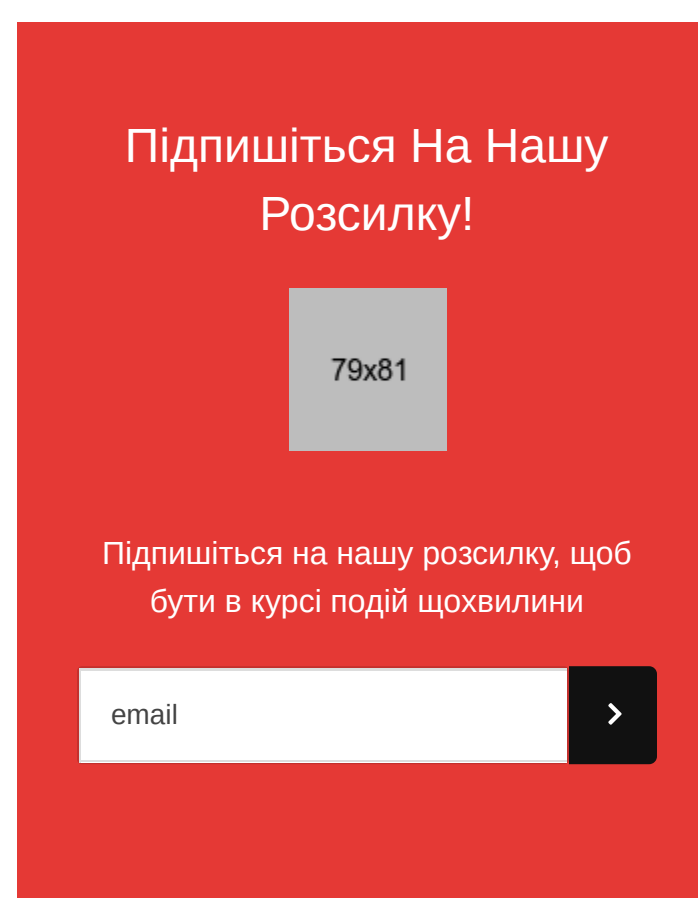 Підпишіться На Нашу
Розсилку!
79x81
Підпишіться на нашу розсилку, щоб
бути в курсі подій щохвилини
email